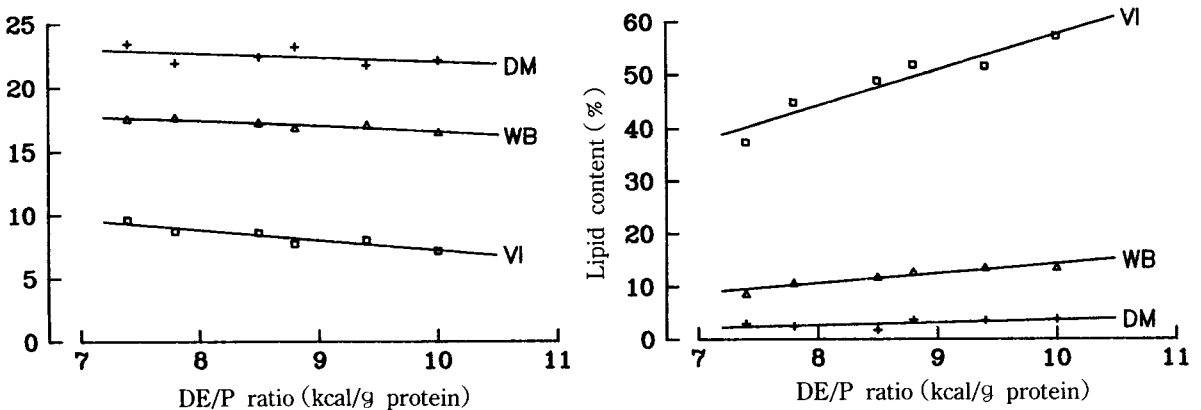 25
20
15
10
5
0
DM
WB
VI
7 8 9 10 11
DE/P ratio (kcal/g protein)
Lipid content (%)
60
50
40
30
20
10
0
VI
WB
DM
7 8 9 10 11
DE/P ratio (kcal/g protein)